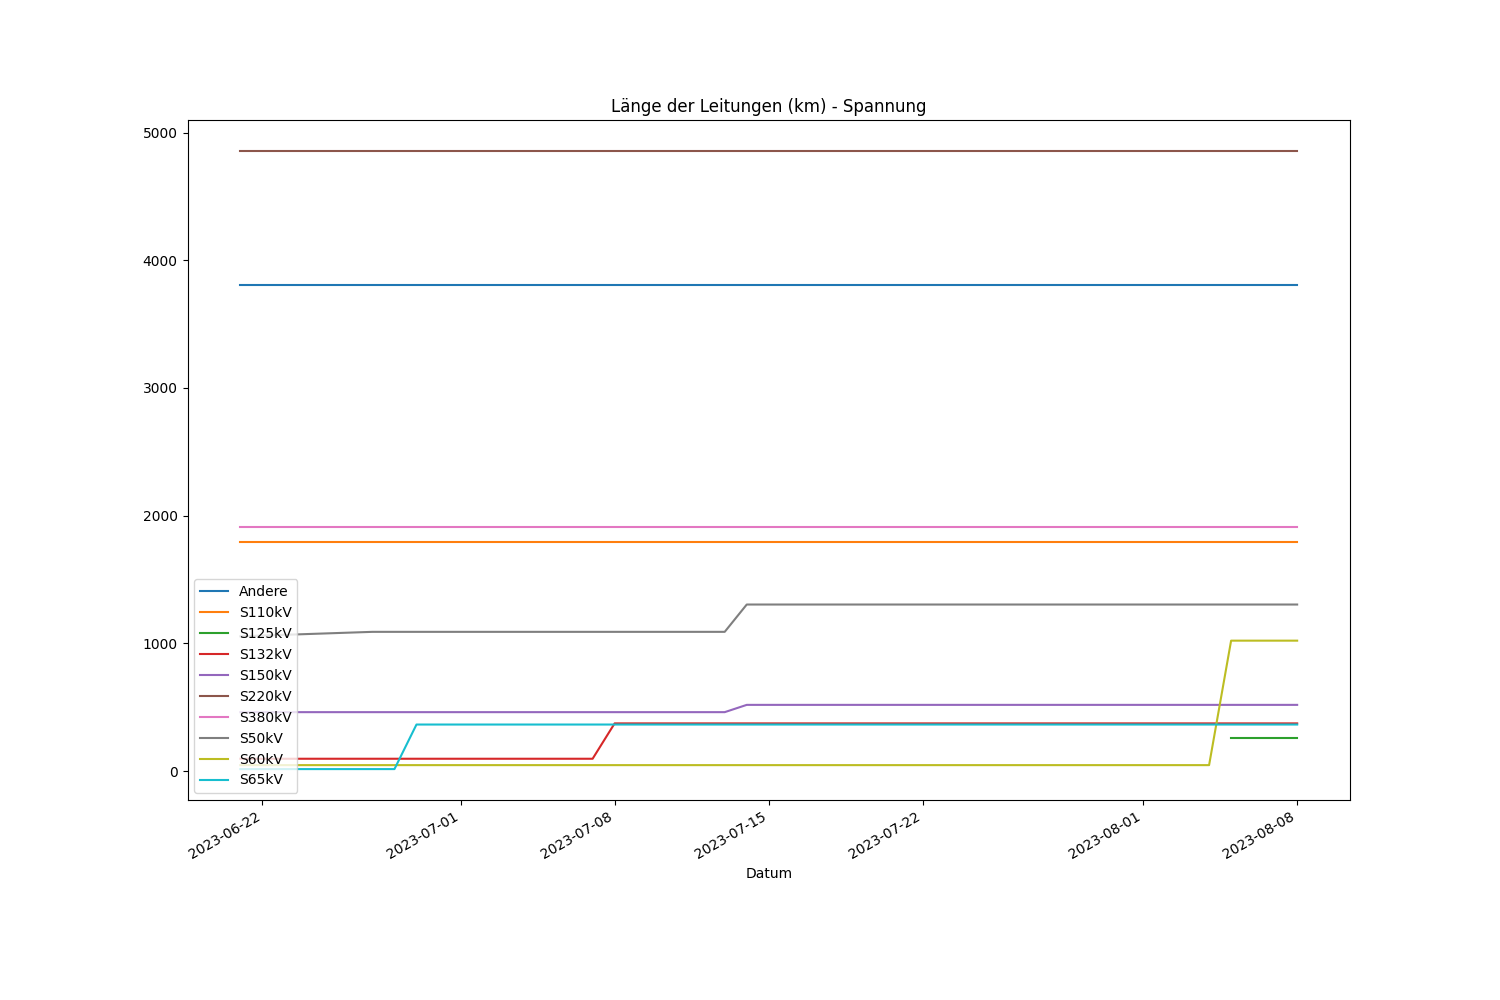 Länge der Leitungen (km) - Spannung
5000
4000
3000
2000
1000
0
Andere
S110kV
S125kV
S132kV
S150kV
S220kV
S380kV
S50kV
S60kV
S65kV
2023-06-22
2023-07-01
2023-07-08
2023-07-15
2023-07-22
2023-08-01
2023-08-08
Datum